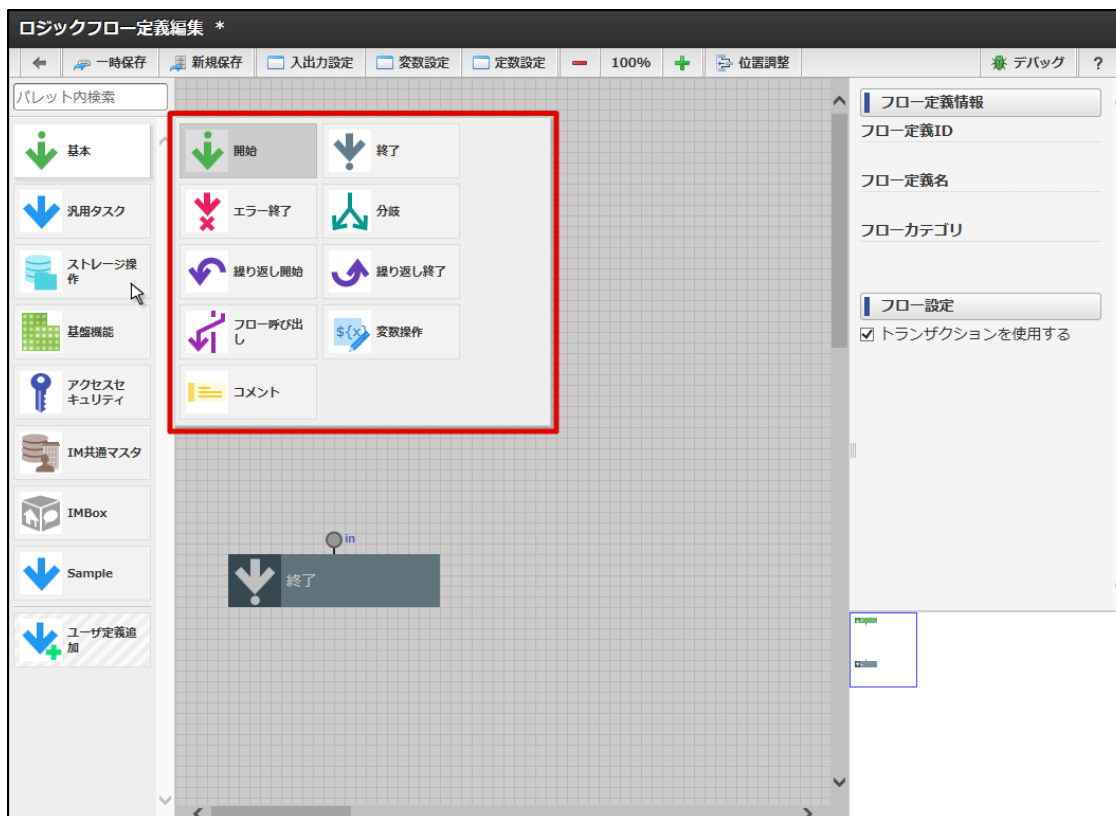 ロジックフロー定義編集 *
一時保存 新規保存 入出力設定 変数設定 定数設定 100% 位置調整 デバッグ ?
パレット内検索
基本
汎用タスク
ストレージ操
作
基盤機能
アクセスセ
キュリティ
IM共通マスタ
IMBox
Sample
ユーザ定義追
加
開始
終了
エラー終了
分岐
繰り返し開始
繰り返し終了
フロー呼び出
し
${x}
変数操作
コメント
in
終了
フロー定義情報
フロー定義ID
フロー定義名
フローカテゴリ
フロー設定
トランザクションを使用する